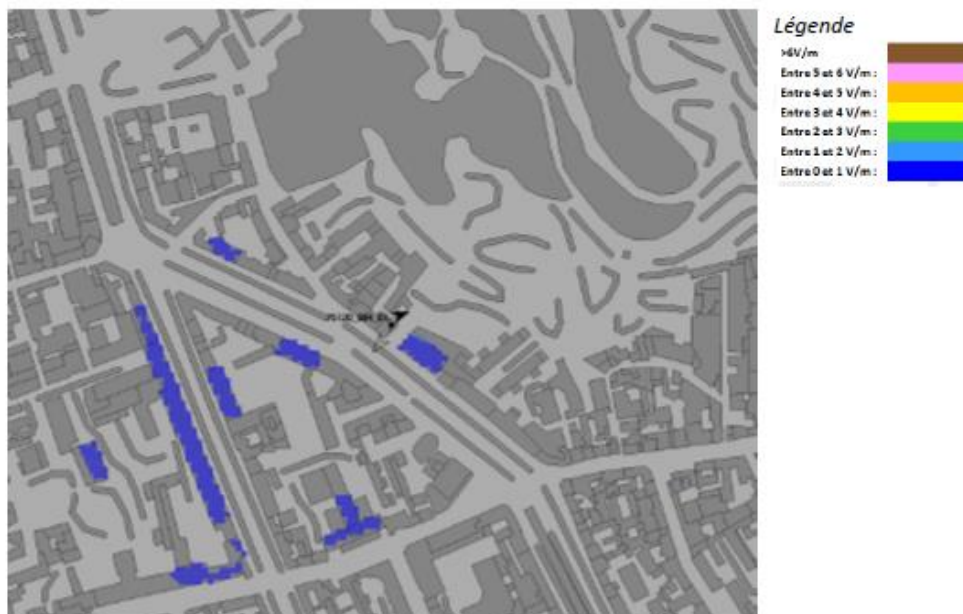 Légende
>6V/m
Entre 5 et 6 V/m :
Entre 4 et 5 V/m :
Entre 3 et 4 V/m :
Entre 2 et 3 V/m :
Entre 1 et 2 V/m :
Entre 0 et 1 V/m :